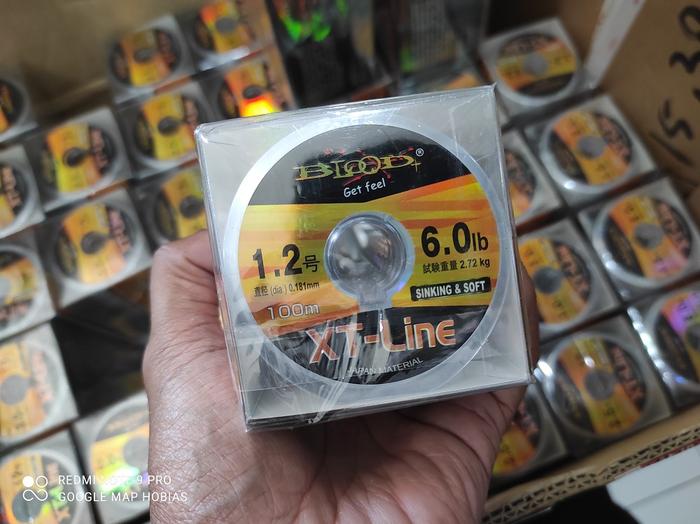 BLOOD®
Get feel
1.2号
直徑(dia.) 0.181mm
100m
6.0lb
試験重量 2.72 kg
SINKING & SOFT
XT-Line
JAPAN MATERIAL
REDMI NOTE 9 PRO
GOOGLE MAP HOBIAS